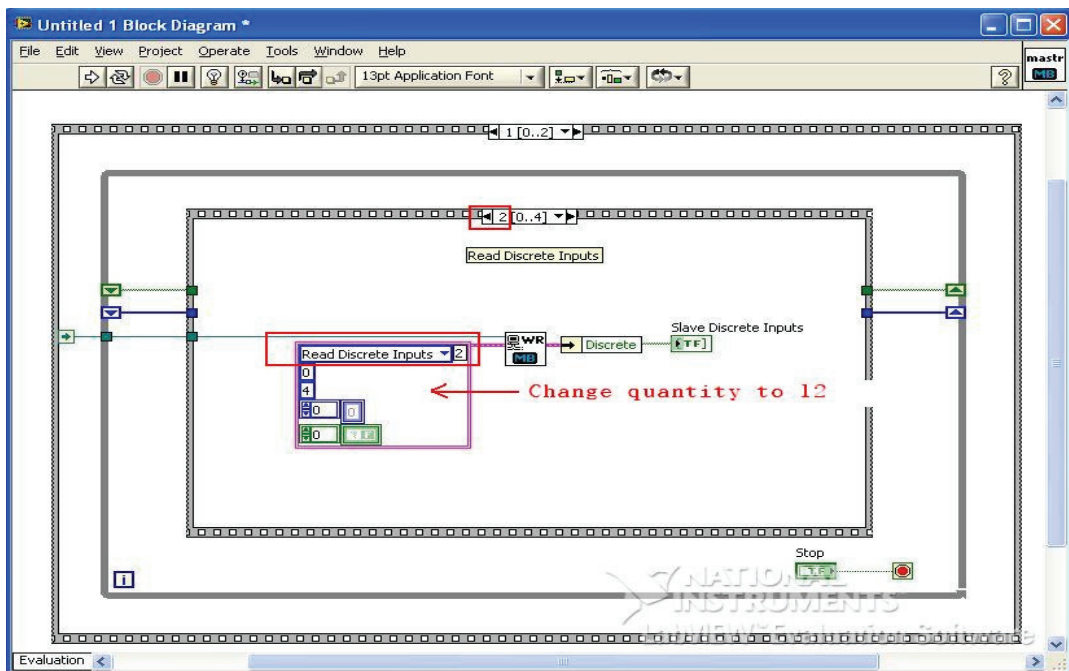 Untitled 1 Block Diagram *
File Edit View Project Operate Tools Window Help
13pt Application Font
mastr
MB
1 [0..2]
2 [0..4]
Read Discrete Inputs
Slave Discrete Inputs
Read Discrete Inputs 2
WR
MB
Discrete
TF
0
4
Change quantity to 12
0 0
0
Stop
TF
i
NATIONAL
INSTRUMENTS
LabVIEW™ Evaluation Software
Evaluation